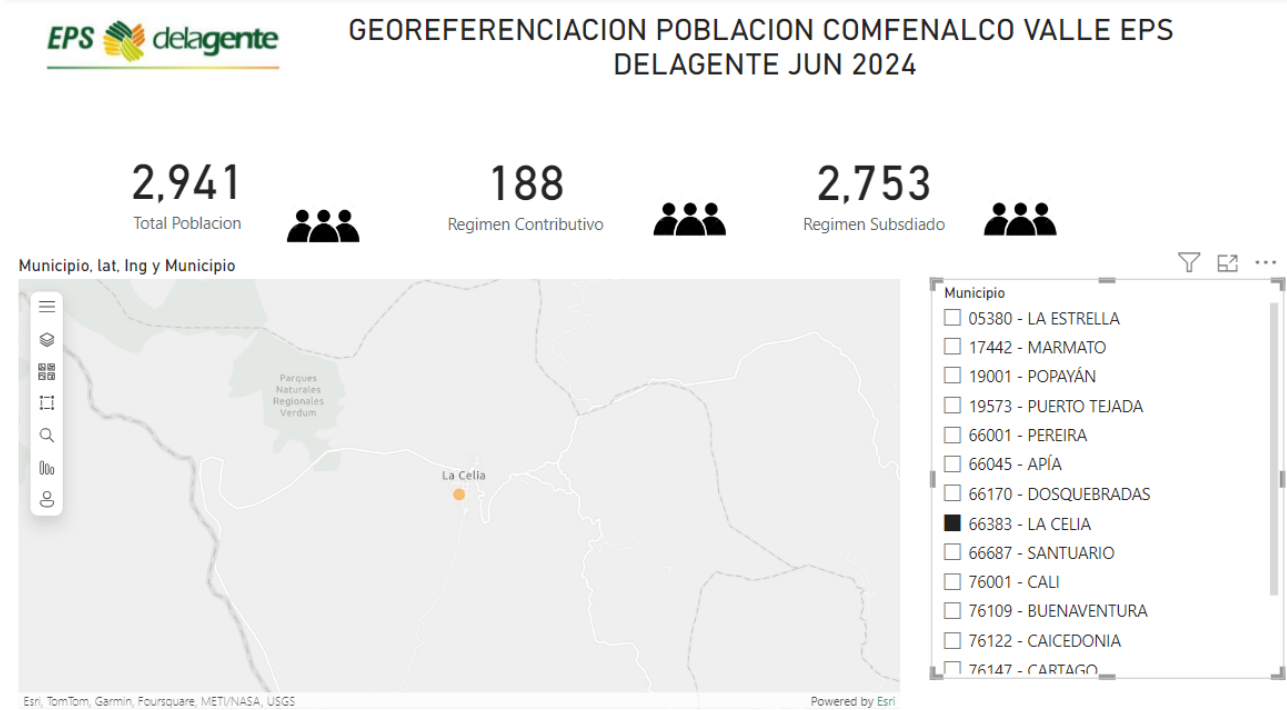 EPS delagente
GEOREFERENCIACION POBLACION COMFENALCO VALLE EPS
DELAGENTE JUN 2024
2,941
Total Poblacion
188
Regimen Contributivo
2,753
Regimen Subsdiado
Municipio, lat, lng y Municipio
Parques
Naturales
Regionales
Verdum
La Celia
Esri, TomTom, Garmin, Foursquare, METI/NASA, USGS
Powered by Esri
Municipio
05380 - LA ESTRELLA
17442 - MARMATO
19001 - POPAYÁN
19573 - PUERTO TEJADA
66001 - PEREIRA
66045 - APÍA
66170 - DOSQUEBRADAS
66383 - LA CELIA
66687 - SANTUARIO
76001 - CALI
76109 - BUENAVENTURA
76122 - CAICEDONIA
76147 - CARTAGO